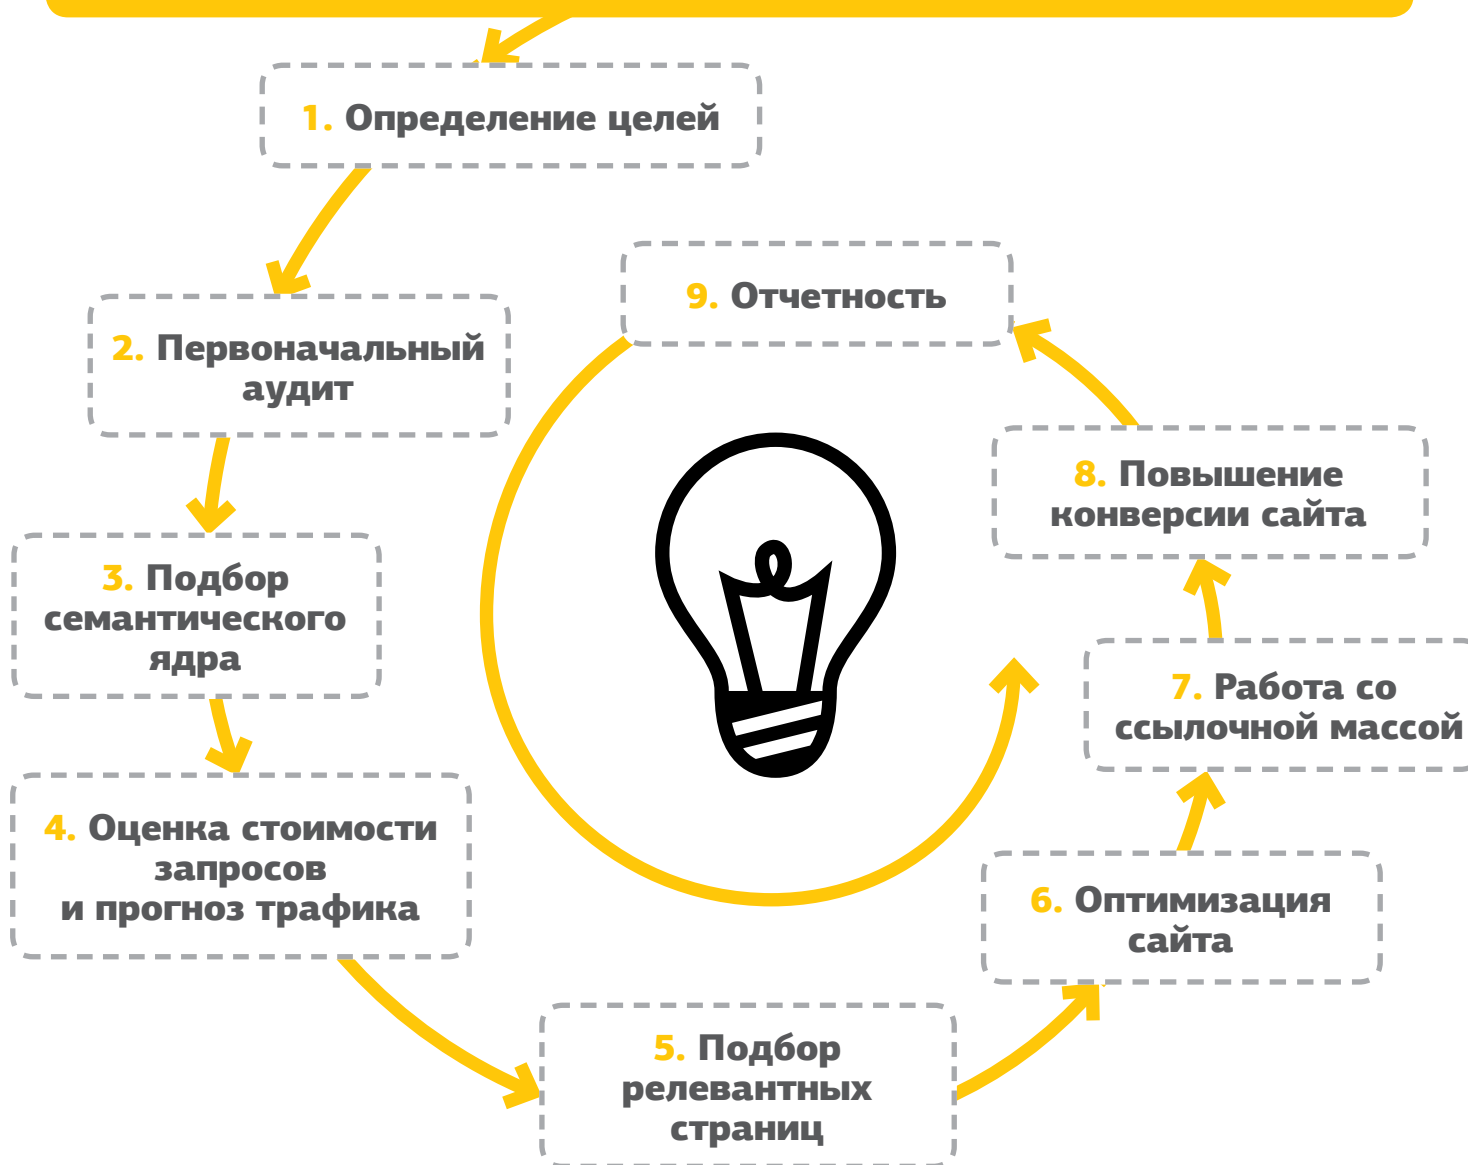 1. Определение целей
2. Первоначальный
аудит
3. Подбор
семантического
ядра
4. Оценка стоимости
запросов
и прогноз трафика
5. Подбор
релевантных
страниц
6. Оптимизация
сайта
7. Работа со
ссылочной массой
8. Повышение
конверсии сайта
9. Отчетность